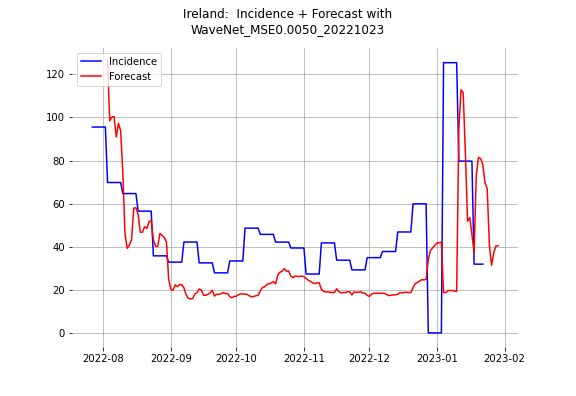 Ireland:  Incidence + Forecast with
WaveNet_MSE0.0050_20221023
Incidence
Forecast
120
100
80
60
40
20
0
2022-08 2022-09 2022-10 2022-11 2022-12 2023-01 2023-02